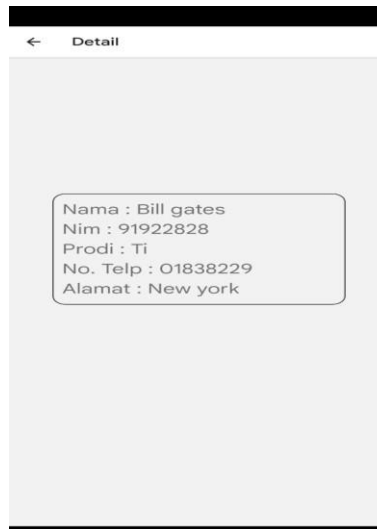 ← Detail
Nama : Bill gates
Nim : 91922828
Prodi : Ti
No. Telp : 01838229
Alamat : New york